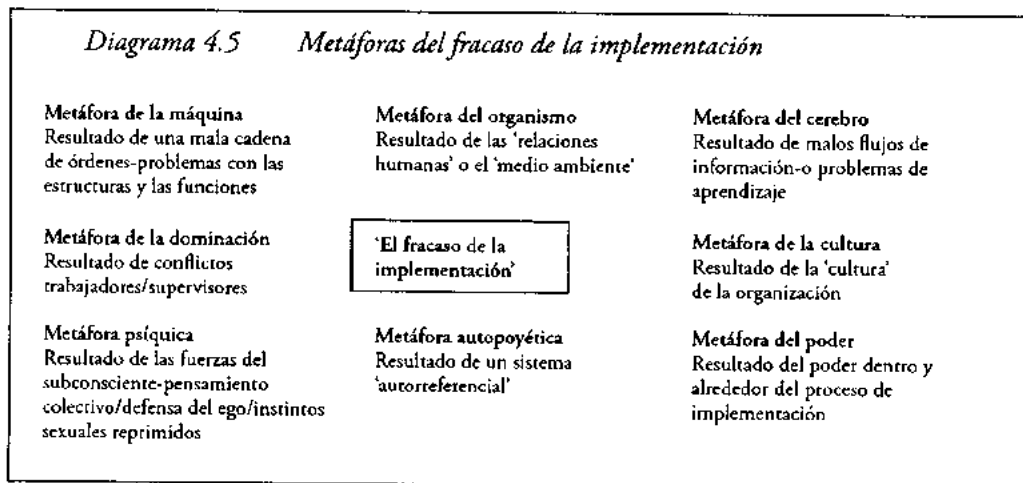 Diagrama 4.5 Metáforas del fracaso de la implementación
Metáfora de la máquina
Resultado de una mala cadena
de órdenes-problemas con las
estructuras y las funciones
Metáfora del organismo
Resultado de las 'relaciones
humanas' o el 'medio ambiente'
Metáfora del cerebro
Resultado de malos flujos de
información-o problemas de
aprendizaje
Metáfora de la dominación
Resultado de conflictos
trabajadores/supervisores
'El fracaso de la
implementación'
Metáfora de la cultura
Resultado de la 'cultura'
de la organización
Metáfora psíquica
Resultado de las fuerzas del
subconsciente-pensamiento
colectivo/defensa del ego/instintos
sexuales reprimidos
Metáfora autopoyética
Resultado de un sistema
'autorreferencial'
Metáfora del poder
Resultado del poder dentro y
alrededor del proceso de
implementación